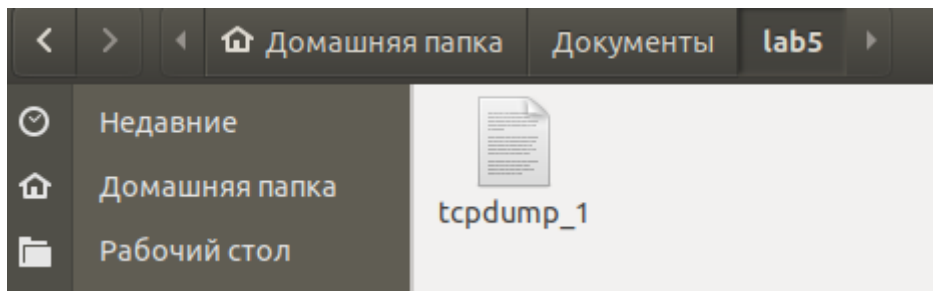 Домашняя папка Документы lab5
Недавние
Домашняя папка
Рабочий стол
tcpdump_1